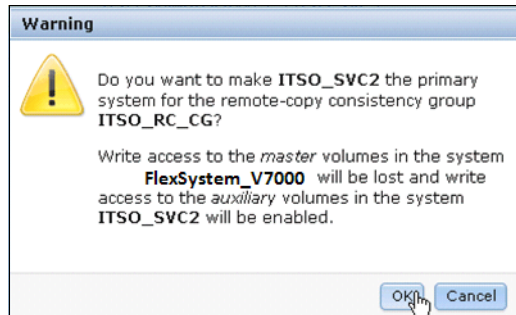 Warning
Do you want to make ITSO_SVC2 the primary
system for the remote-copy consistency group
ITSO_RC_CG?
Write access to the master volumes in the system
FlexSystem_V7000 will be lost and write
access to the auxiliary volumes in the system
ITSO_SVC2 will be enabled.
OK Cancel